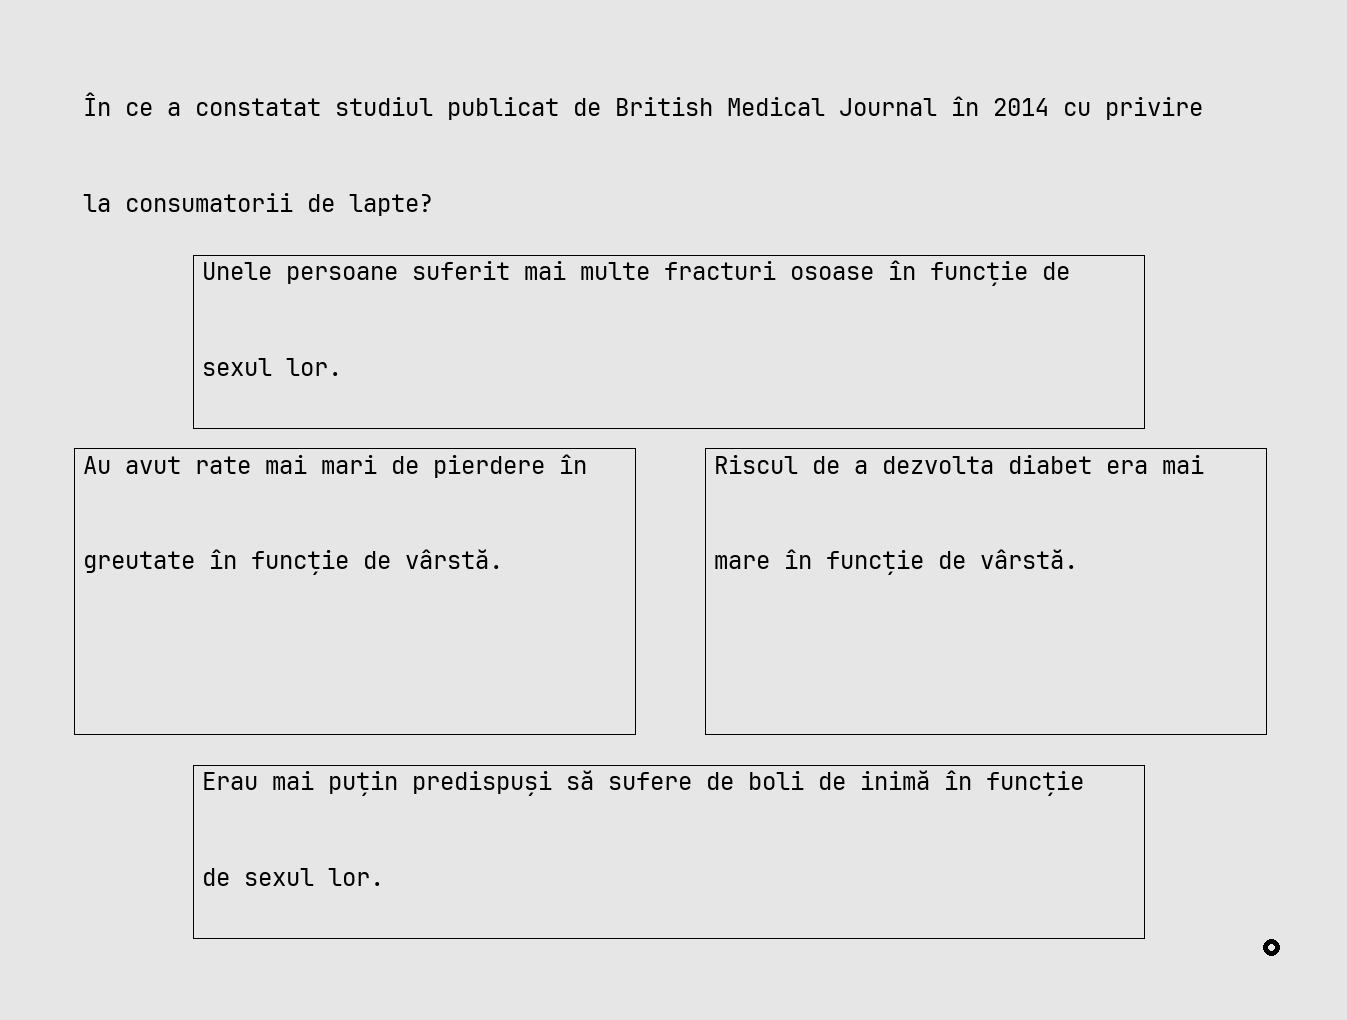 În ce a constatat studiul publicat de British Medical Journal în 2014 cu privire
la consumatorii de lapte?
Unele persoane suferit mai multe fracturi osoase în funcție de
sexul lor.
Au avut rate mai mari de pierdere în
greutate în funcție de vârstă.
Riscul de a dezvolta diabet era mai
mare în funcție de vârstă.
Erau mai puțin predispuși să sufere de boli de inimă în funcție
de sexul lor.